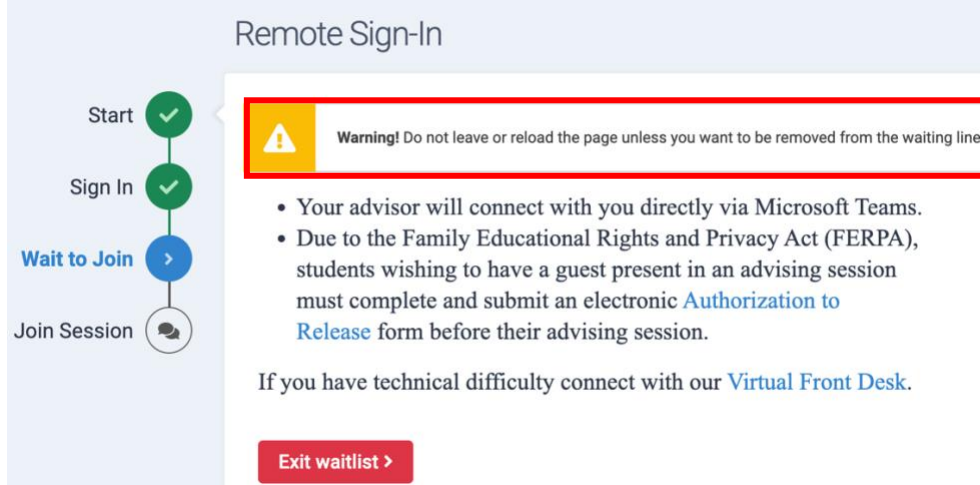 Remote Sign-In
Start
Warning! Do not leave or reload the page unless you want to be removed from the waiting line
Sign In
• Your advisor will connect with you directly via Microsoft Teams.
• Due to the Family Educational Rights and Privacy Act (FERPA),
students wishing to have a guest present in an advising session
must complete and submit an electronic Authorization to
Release form before their advising session.
Wait to Join
Join Session
If you have technical difficulty connect with our Virtual Front Desk.
Exit waitlist >